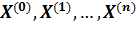 X⁽⁰⁾, X⁽¹⁾, ..., X⁽ⁿ⁾